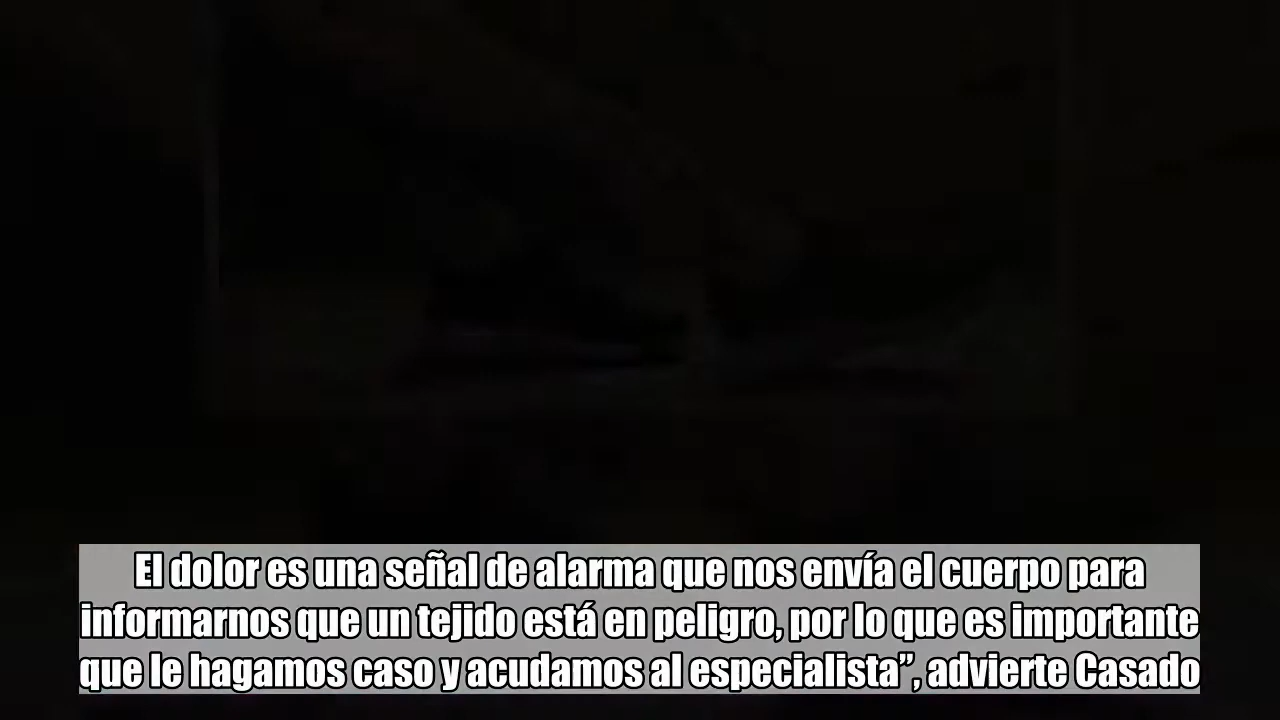 El dolor es una señal de alarma que nos envía el cuerpo para
informarnos que un tejido está en peligro, por lo que es importante
que le hagamos caso y acudamos al especialista”, advierte Casado